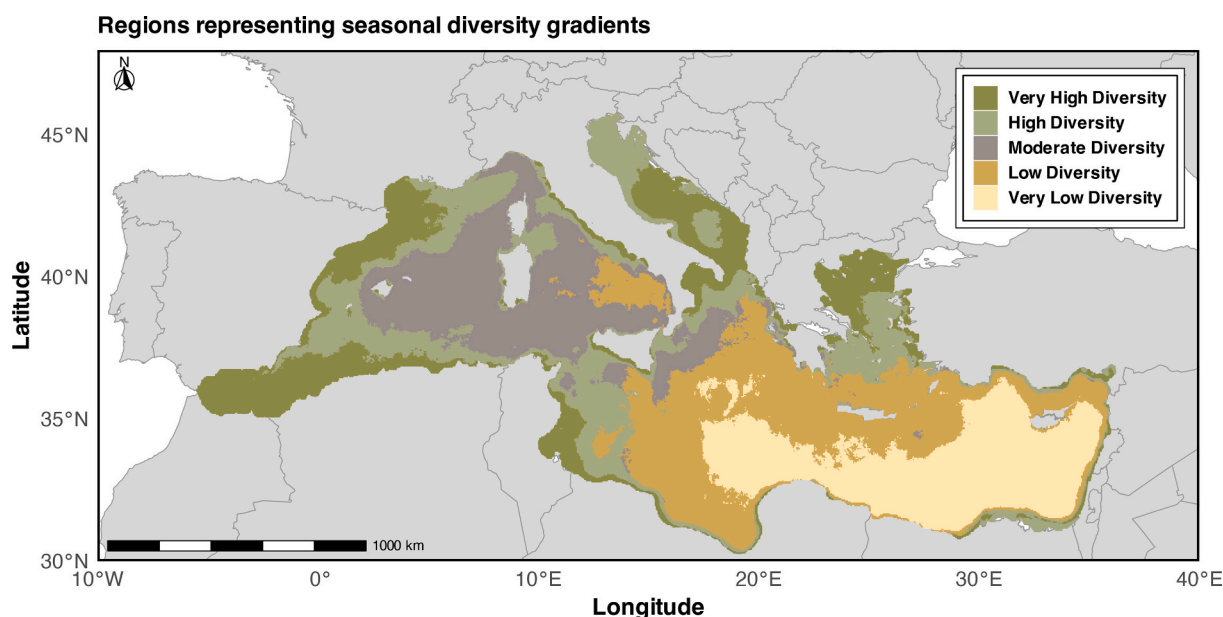 Regions representing seasonal diversity gradients
N
Very High Diversity
High Diversity
Moderate Diversity
Low Diversity
Very Low Diversity
45°N
40°N
35°N
30°N
Latitude
1000 km
10°W 0° 10°E 20°E 30°E 40°E
Longitude